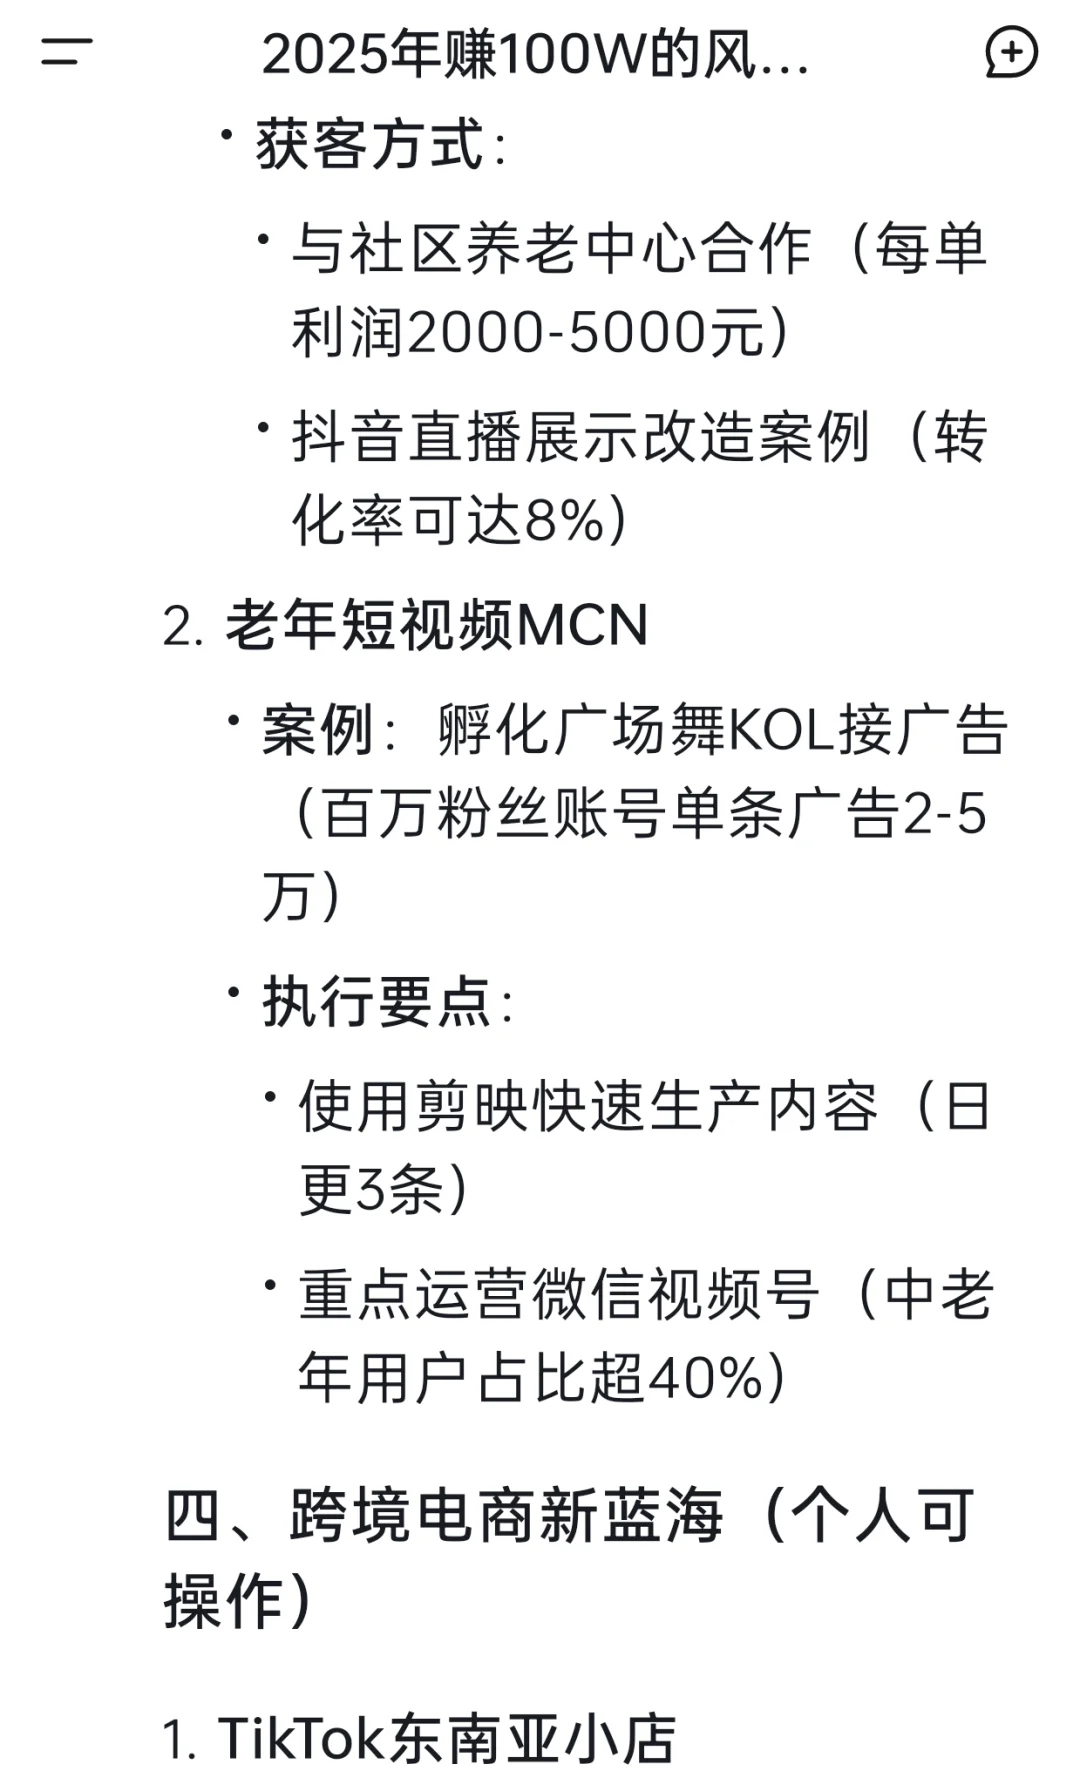 2025年赚100W的风...
• 获客方式：
• 与社区养老中心合作（每单
利润2000-5000元）
• 抖音直播展示改造案例（转
化率可达8%）
2. 老年短视频MCN
• 案例：孵化广场舞KOL接广告
（百万粉丝账号单条广告2-5
万）
• 执行要点：
• 使用剪映快速生产内容（日
更3条）
• 重点运营微信视频号（中老
年用户占比超40%）
四、跨境电商新蓝海（个人可
操作）
1. TikTok东南亚小店